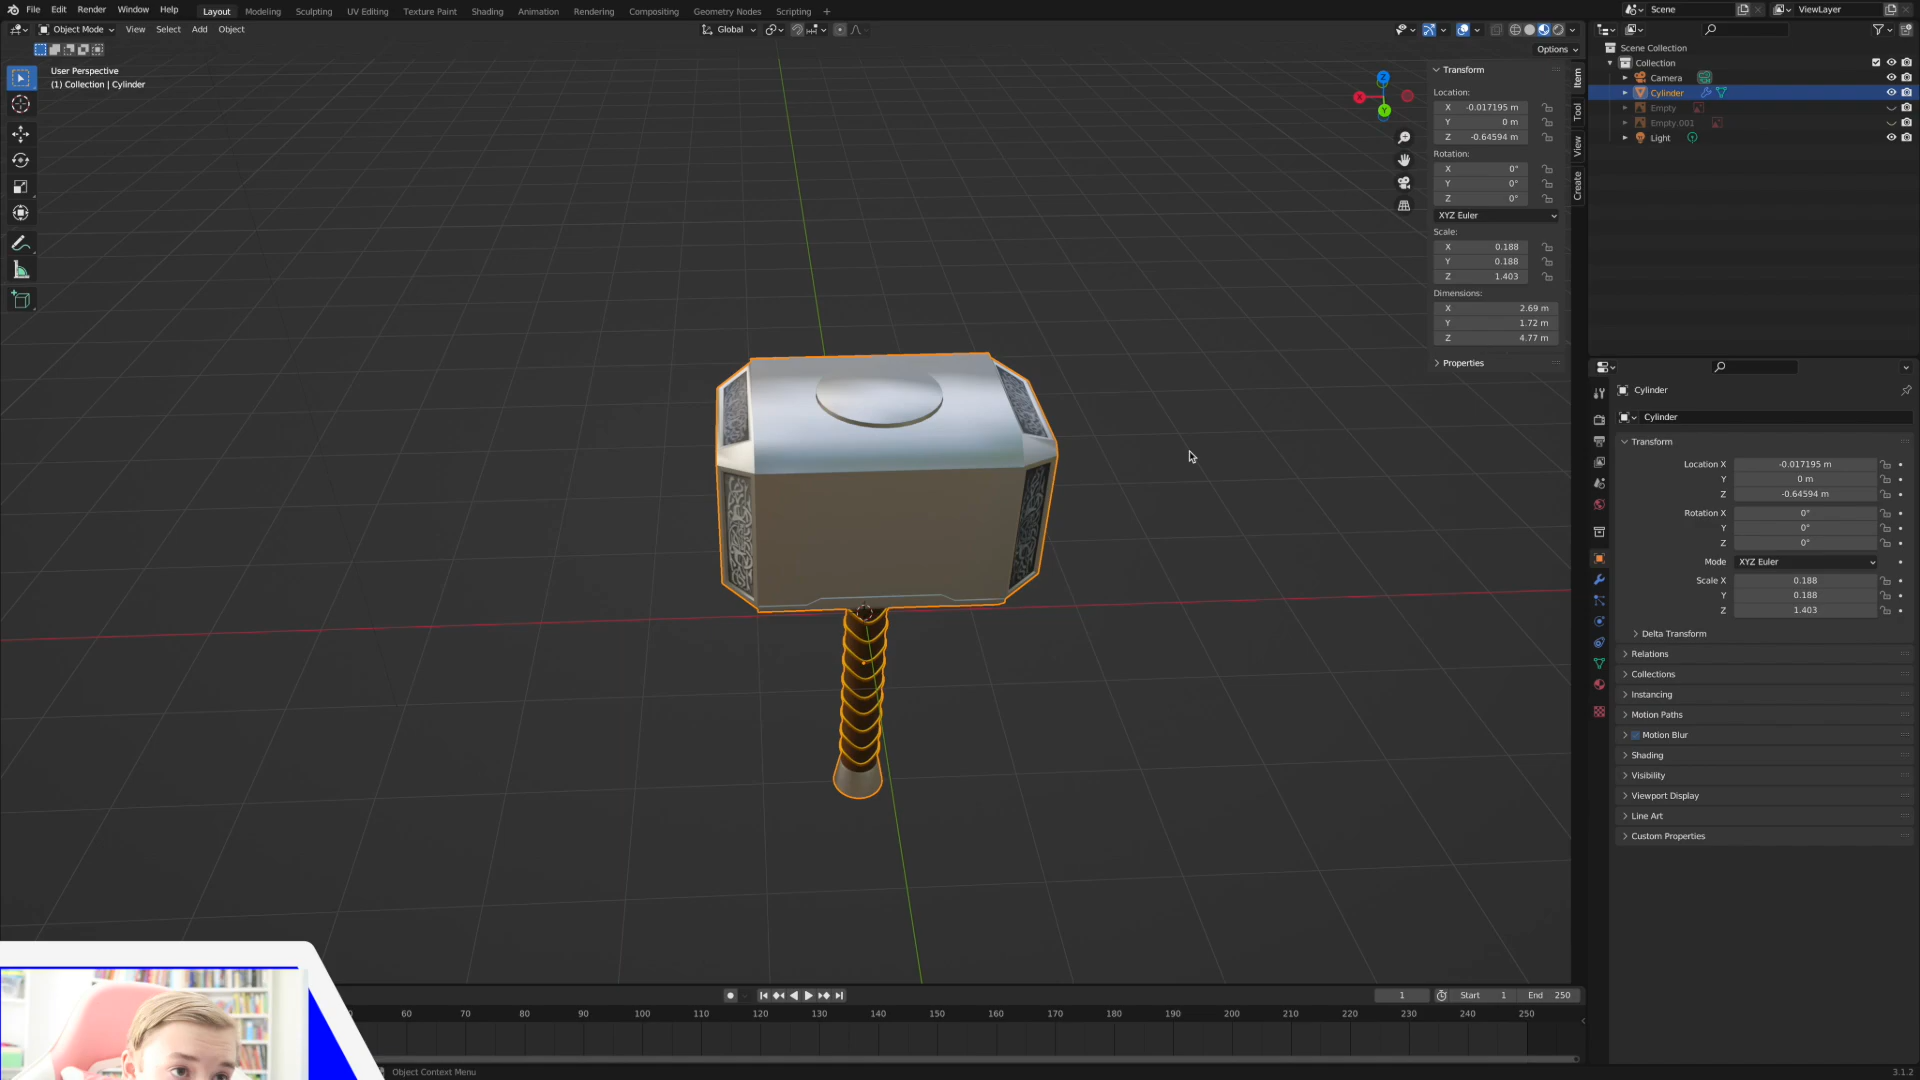 File Edit Render Window Help Layout Modeling Sculpting UV Editing Texture Paint Shading Animation Rendering Compositing Geometry Nodes Scripting +
Scene ViewLayer
Object Mode View Select Add Object Global
Options
User Perspective
(1) Collection | Cylinder
Transform
Location:
X -0.017195 m
Y 0 m
Z -0.64594 m
Rotation:
X 0°
Y 0°
Z 0°
XYZ Euler
Scale:
X 0.188
Y 0.188
Z 1.403
Dimensions:
X 2.69 m
Y 1.72 m
Z 4.77 m
Properties
Item
Tool
View
Create
X
Y
Z
Scene Collection
Collection
Camera
Cylinder
Empty
Empty.001
Light
Cylinder
Cylinder
Transform
Location X -0.017195 m
Y 0 m
Z -0.64594 m
Rotation X 0°
Y 0°
Z 0°
Mode XYZ Euler
Scale X 0.188
Y 0.188
Z 1.403
Delta Transform
Relations
Collections
Instancing
Motion Paths
Motion Blur
Shading
Visibility
Viewport Display
Line Art
Custom Properties
1 Start 1 End 250
60 70 80 90 100 110 120 130 140 150 160 170 180 190 200 210 220 230 240 250
Object Context Menu
3.1.2